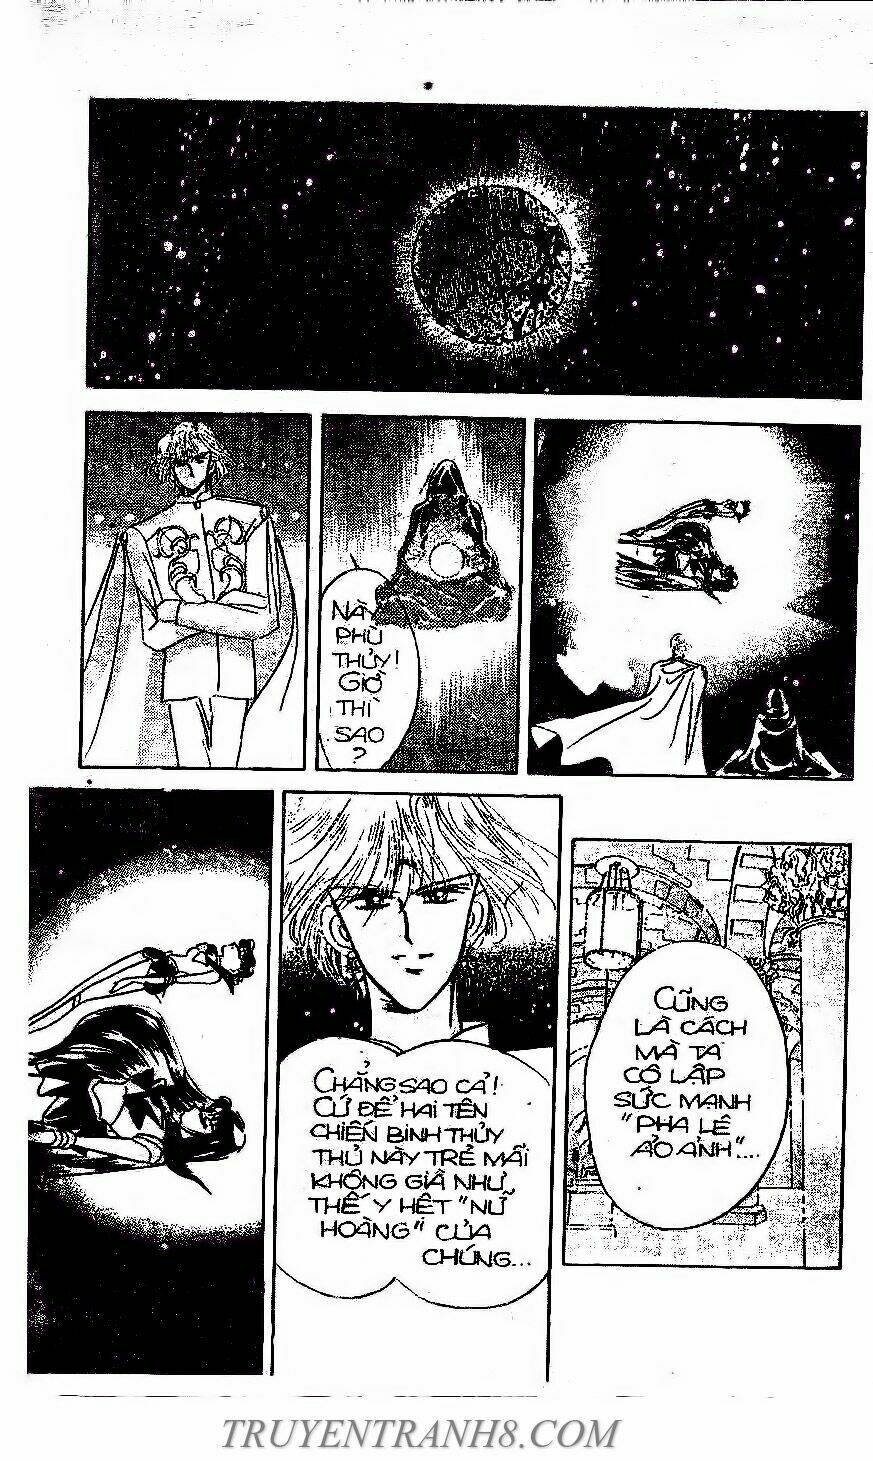 NÀY
PHÙ
THỦY!
GIỜ
THÌ
SAO
?
CHẲNG SAO CẢ!
CỨ ĐỂ HAI TÊN
CHIẾN BINH THỦY
THỦ NÀY TRẺ MÃI
KHÔNG GIÀ NHƯ
THẾ Y HỆT "NỮ
HOÀNG" CỦA
CHÚNG...
CŨNG
LÀ CÁCH
MÀ TA
CÔ LẬP
SỨC MẠNH
"PHA LÊ
ẢO ẢNH"....
TRUYENTRANH8.COM